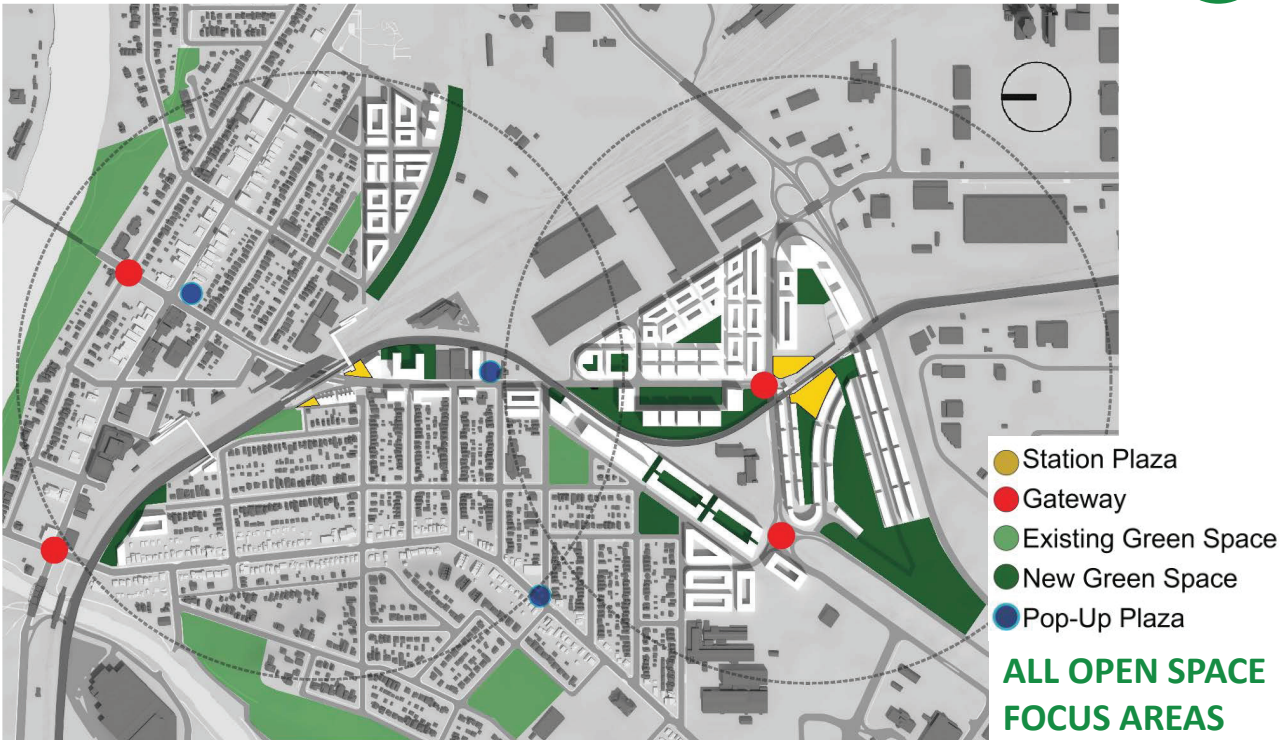 Station Plaza
Gateway
Existing Green Space
New Green Space
Pop-Up Plaza
ALL OPEN SPACE
FOCUS AREAS